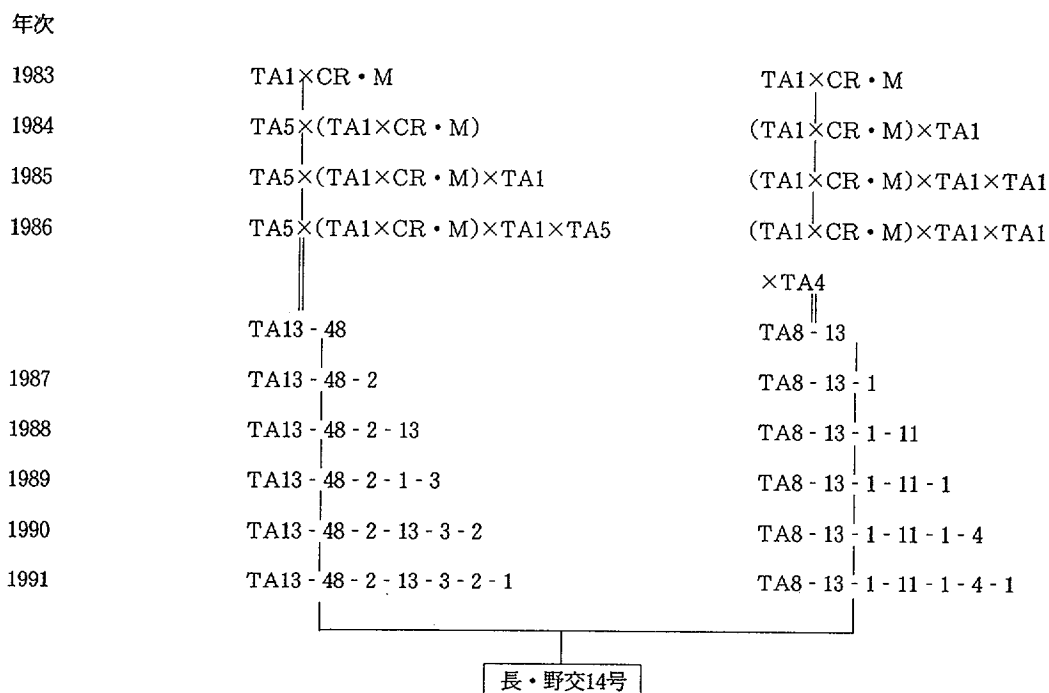 年次
1983 TA1×CR・M TA1×CR・M
1984 TA5×(TA1×CR・M) (TA1×CR・M)×TA1
1985 TA5×(TA1×CR・M)×TA1 (TA1×CR・M)×TA1×TA1
1986 TA5×(TA1×CR・M)×TA1×TA5 (TA1×CR・M)×TA1×TA1
×TA4
TA13-48 TA8-13
1987 TA13-48-2 TA8-13-1
1988 TA13-48-2-13 TA8-13-1-11
1989 TA13-48-2-1-3 TA8-13-1-11-1
1990 TA13-48-2-13-3-2 TA8-13-1-11-1-4
1991 TA13-48-2-13-3-2-1 TA8-13-1-11-1-4-1
長・野交14号